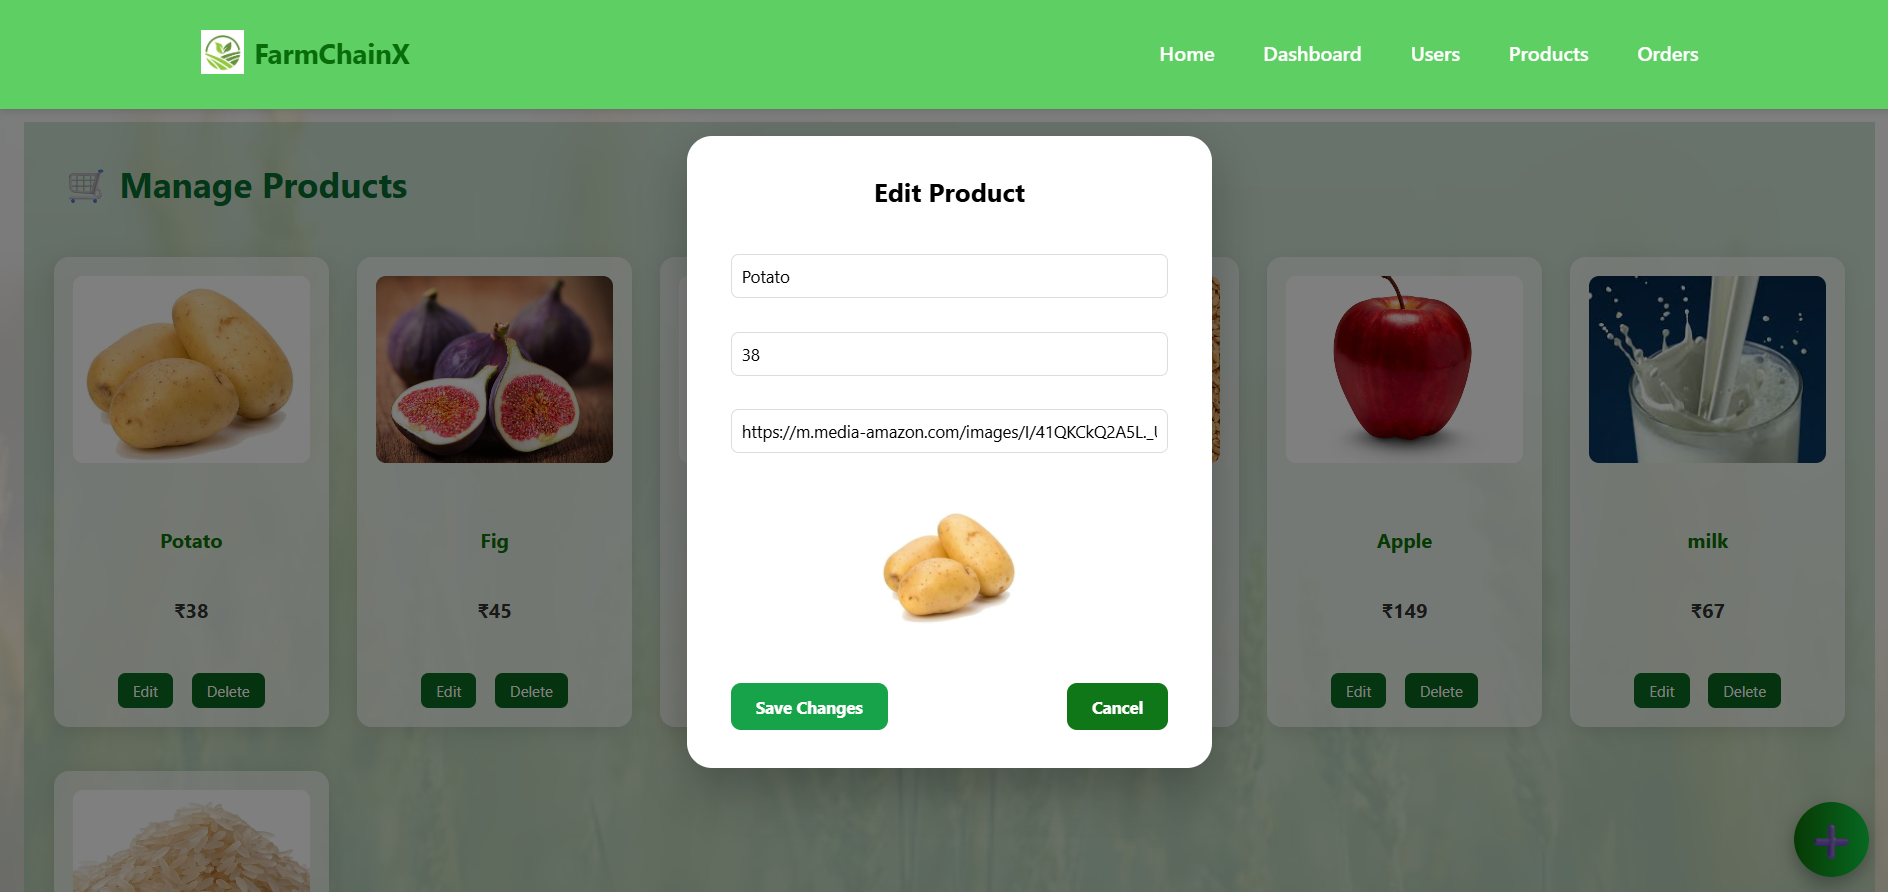 FarmChainX
Home Dashboard Users Products Orders
Manage Products
Edit Product
Potato
38
https://m.media-amazon.com/images/I/41QKCkQ2A5L._
Save Changes Cancel
Potato
₹38
Edit Delete
Fig
₹45
Edit Delete
Apple
₹149
Edit Delete
milk
₹67
Edit Delete